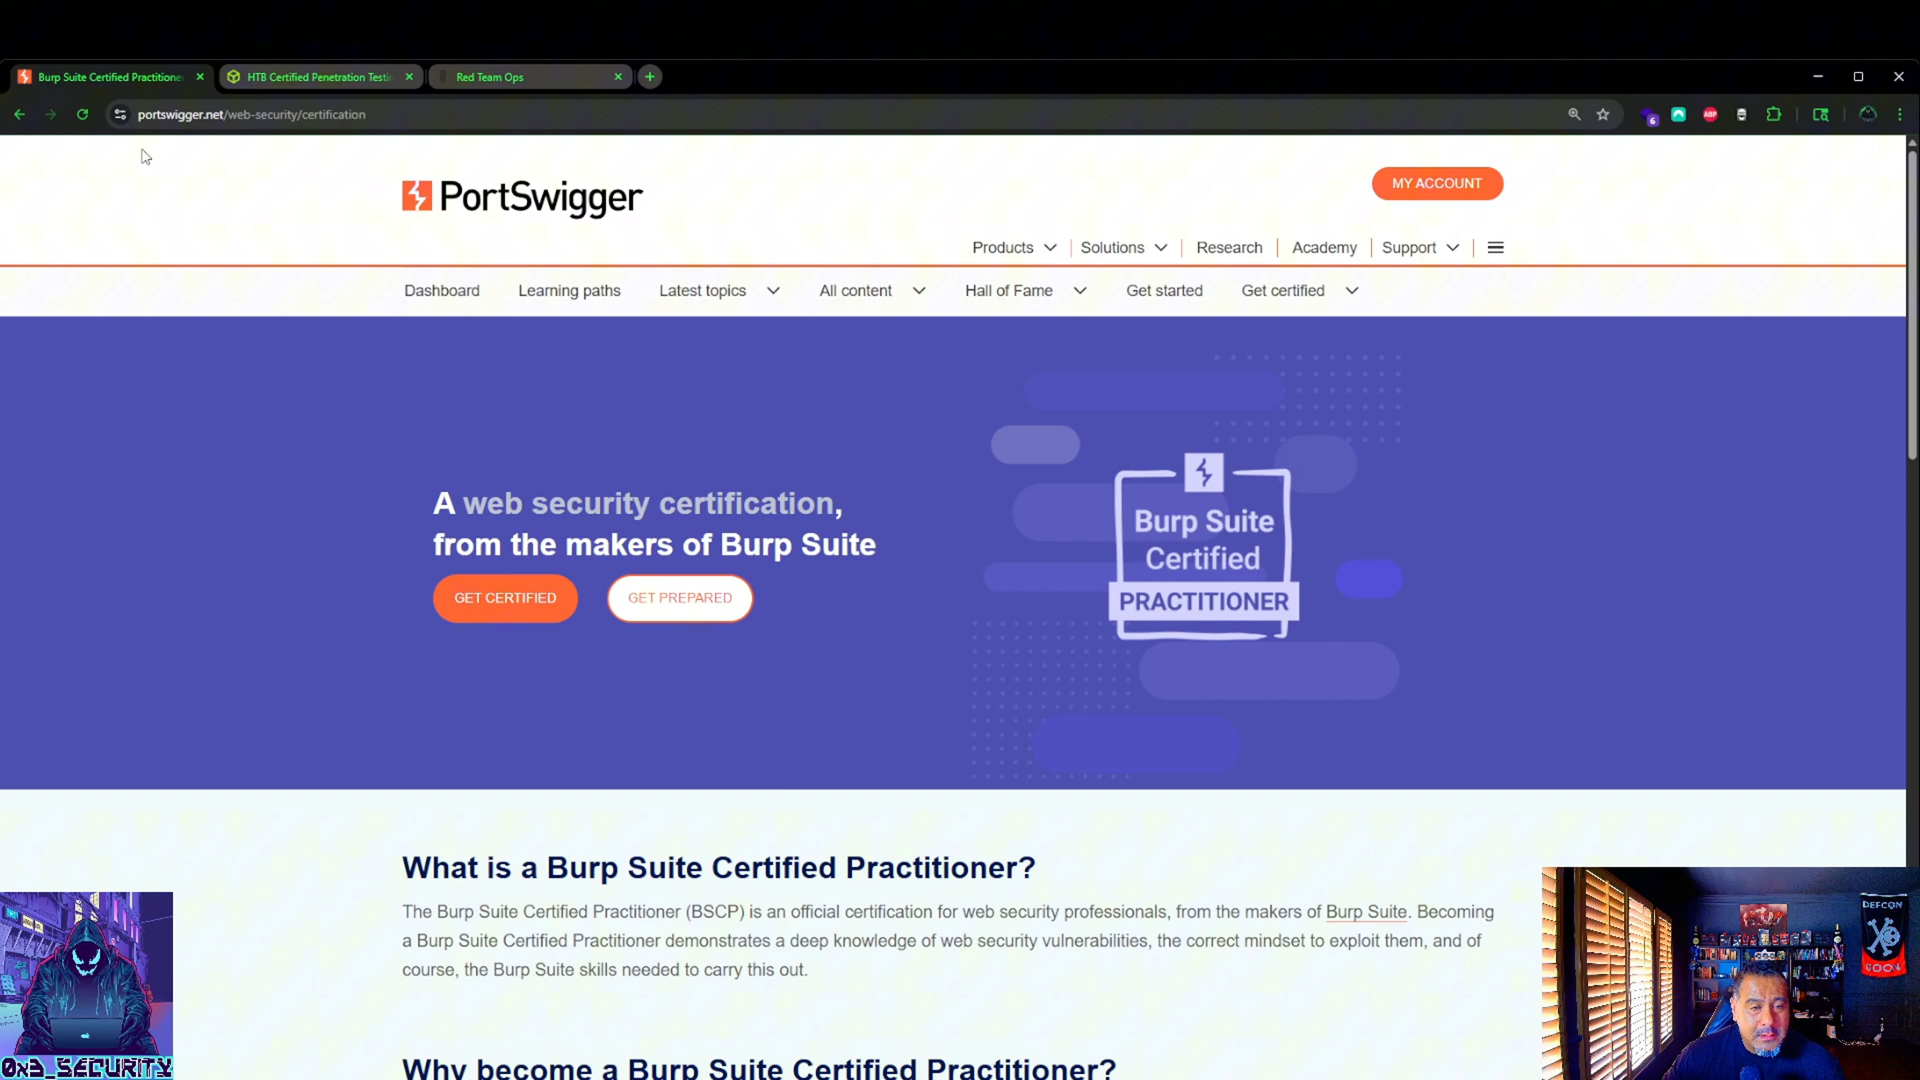 Burp Suite Certified Practitioner
HTB Certified Penetration Testin
Red Team Ops
portswigger.net/web-security/certification
6
ABP
PortSwigger
MY ACCOUNT
Products
Solutions
Research
Academy
Support
Dashboard
Learning paths
Latest topics
All content
Hall of Fame
Get started
Get certified
A web security certification,
from the makers of Burp Suite
GET CERTIFIED
GET PREPARED
Burp Suite
Certified
PRACTITIONER
What is a Burp Suite Certified Practitioner?
The Burp Suite Certified Practitioner (BSCP) is an official certification for web security professionals, from the makers of Burp Suite. Becoming
a Burp Suite Certified Practitioner demonstrates a deep knowledge of web security vulnerabilities, the correct mindset to exploit them, and of
course, the Burp Suite skills needed to carry this out.
Why become a Burp Suite Certified Practitioner?
0x3_SECURITY
DEFCON
GOON